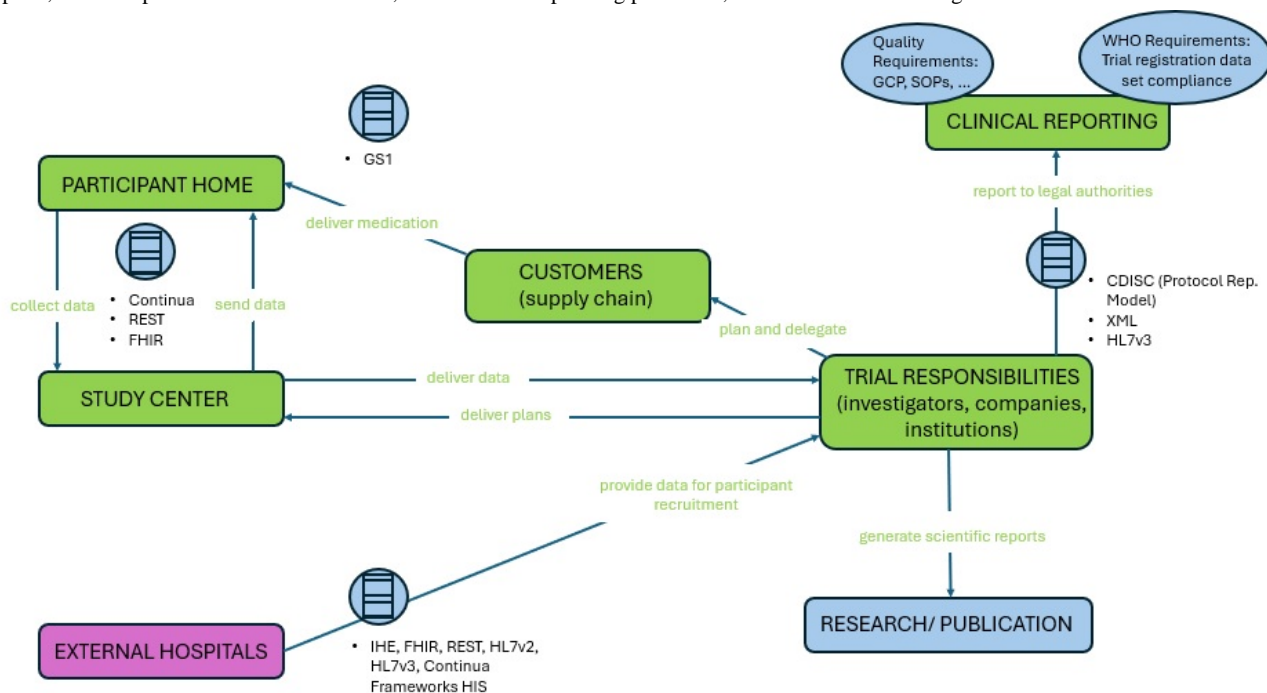 Quality
Requirements:
GCP, SOPs, ...
WHO Requirements:
Trial registration data
set compliance
CLINICAL REPORTING
• GS1
PARTICIPANT HOME
report to legal authorities
deliver medication
• Continua
• REST
• FHIR
collect data
send data
CUSTOMERS
(supply chain)
• CDISC (Protocol Rep.
Model)
• XML
• HL7v3
plan and delegate
STUDY CENTER
deliver data
deliver plans
TRIAL RESPONSIBILITIES
(investigators, companies,
institutions)
provide data for participant
recruitment
generate scientific reports
EXTERNAL HOSPITALS
• IHE, FHIR, REST, HL7v2,
HL7v3, Continua
Frameworks HIS
RESEARCH/ PUBLICATION